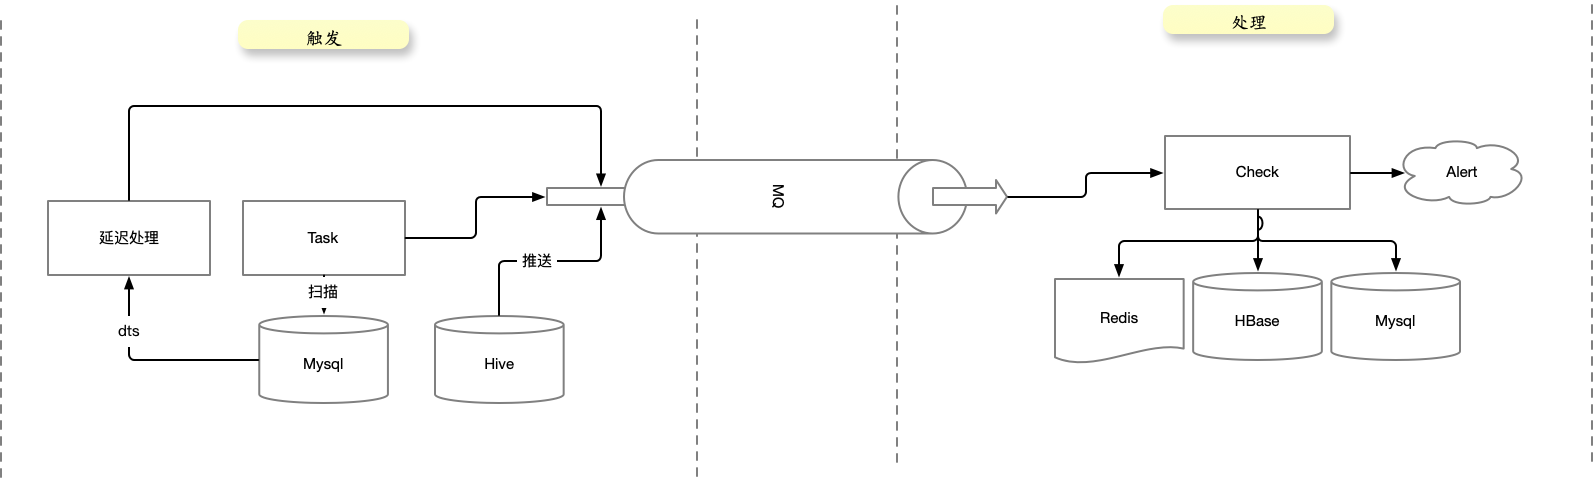 触发
处理
MQ
Check
Alert
延迟处理
Task
推送
扫描
dts
Mysql
Hive
Redis
HBase
Mysql